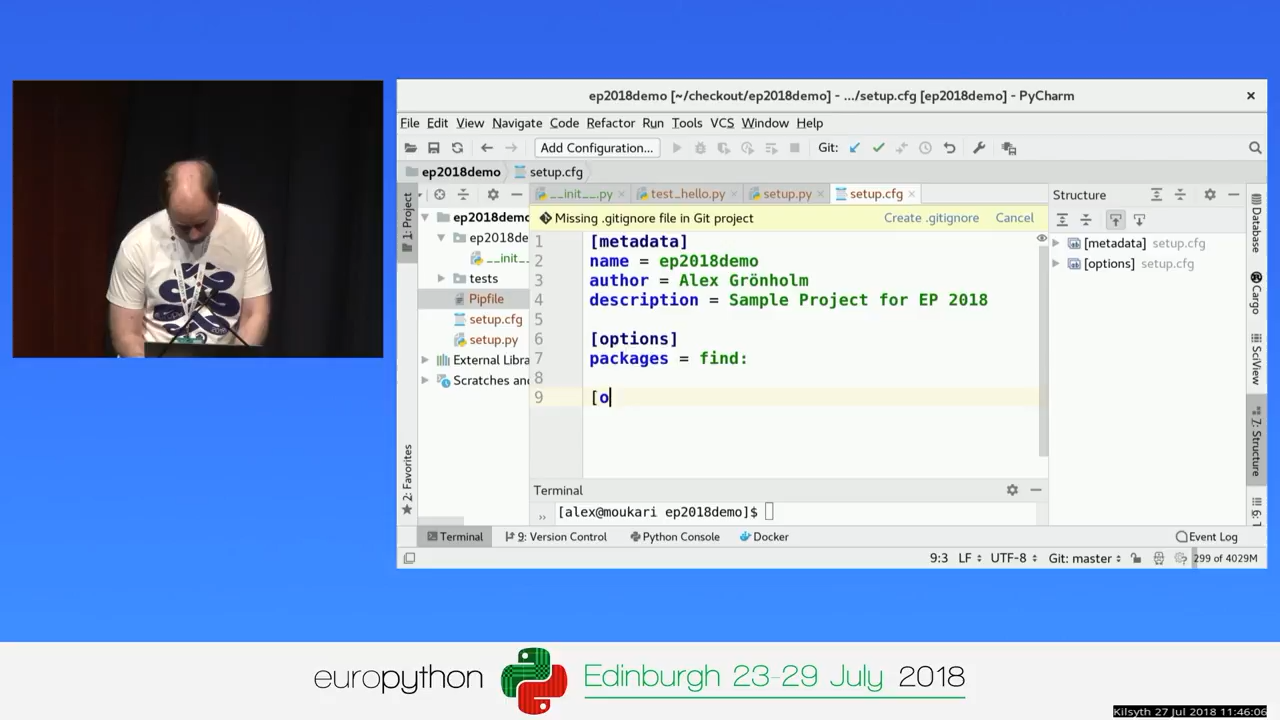 ep2018demo [~/checkout/ep2018demo] - .../setup.cfg [ep2018demo] - PyCharm
File Edit View Navigate Code Refactor Run Tools VCS Window Help
Add Configuration... Git:
ep2018demo setup.cfg
1: Project
__init__.py test_hello.py setup.py setup.cfg
Structure
ep2018demo
Missing .gitignore file in Git project Create .gitignore Cancel
ep2018de
__init__.
tests
Pipfile
setup.cfg
setup.py
External Libra
Scratches and
1 [metadata]
2 name = ep2018demo
3 author = Alex Grönholm
4 description = Sample Project for EP 2018
5
6 [options]
7 packages = find:
8
9 [o
[metadata] setup.cfg
[options] setup.cfg
Database
Cargo
SciView
7: Structure
6: T
2: Favorites
Terminal
[alex@moukari ep2018demo]$
Terminal 9: Version Control Python Console Docker Event Log
9:3 LF UTF-8 Git: master 299 of 4029M
europython Edinburgh 23-29 July 2018
Kilsyth 27 Jul 2018 11:46:06